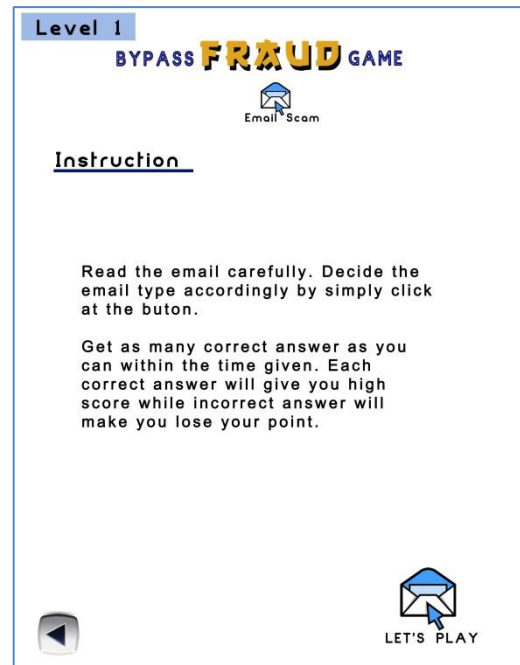 Level 1
BYPASS FRAUD GAME
Email Scam
Instruction
Read the email carefully. Decide the
email type accordingly by simply click
at the buton.
Get as many correct answer as you
can within the time given. Each
correct answer will give you high
score while incorrect answer will
make you lose your point.
LET'S PLAY